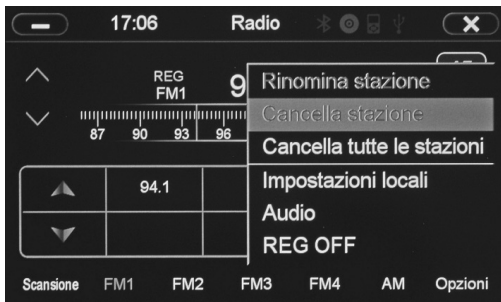 17:06 Radio
REG
FM1
9
87 90 93 96
94.1
Rinomina stazione
Cancella stazione
Cancella tutte le stazioni
Impostazioni locali
Audio
REG OFF
Scansione FM1 FM2 FM3 FM4 AM Opzioni